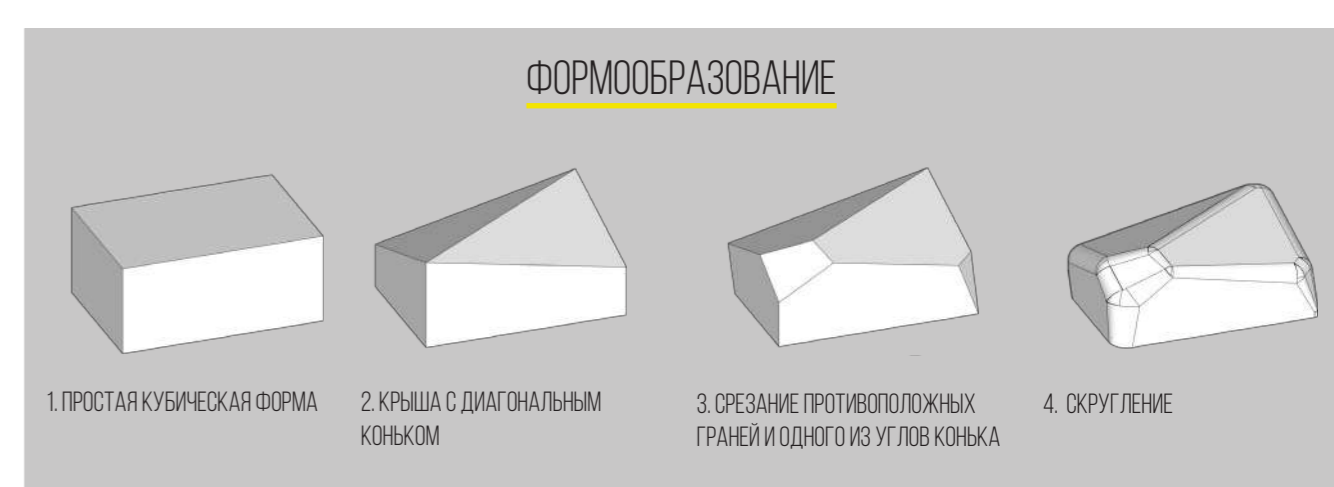 ФОРМООБРАЗОВАНИЕ
1. ПРОСТАЯ КУБИЧЕСКАЯ ФОРМА
2. КРЫША С ДИАГОНАЛЬНЫМ
КОНЬКОМ
3. СРЕЗАНИЕ ПРОТИВОПОЛОЖНЫХ
ГРАНЕЙ И ОДНОГО ИЗ УГЛОВ КОНЬКА
4. СКРУГЛЕНИЕ